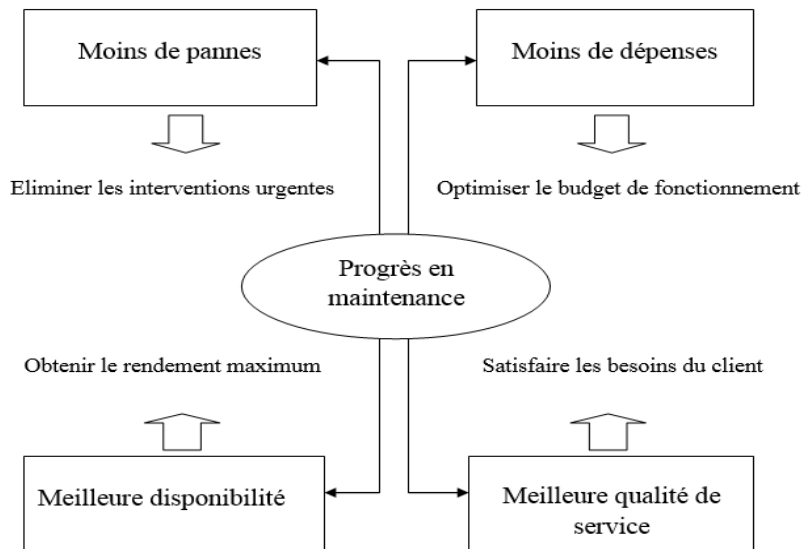 Moins de pannes
Moins de dépenses
Eliminer les interventions urgentes
Optimiser le budget de fonctionnement
Progrès en
maintenance
Obtenir le rendement maximum
Satisfaire les besoins du client
Meilleure disponibilité
Meilleure qualité de
service